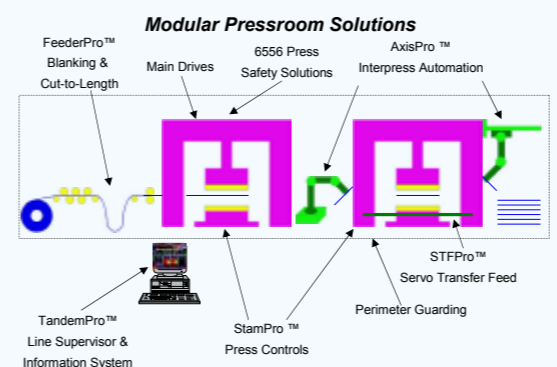 Modular Pressroom Solutions
FeederPro™
Blanking &
Cut-to-Length
Main Drives
6556 Press
Safety Solutions
AxisPro ™
Interpress Automation
TandemPro™
Line Supervisor &
Information System
StamPro ™
Press Controls
Perimeter Guarding
STFPro™
Servo Transfer Feed